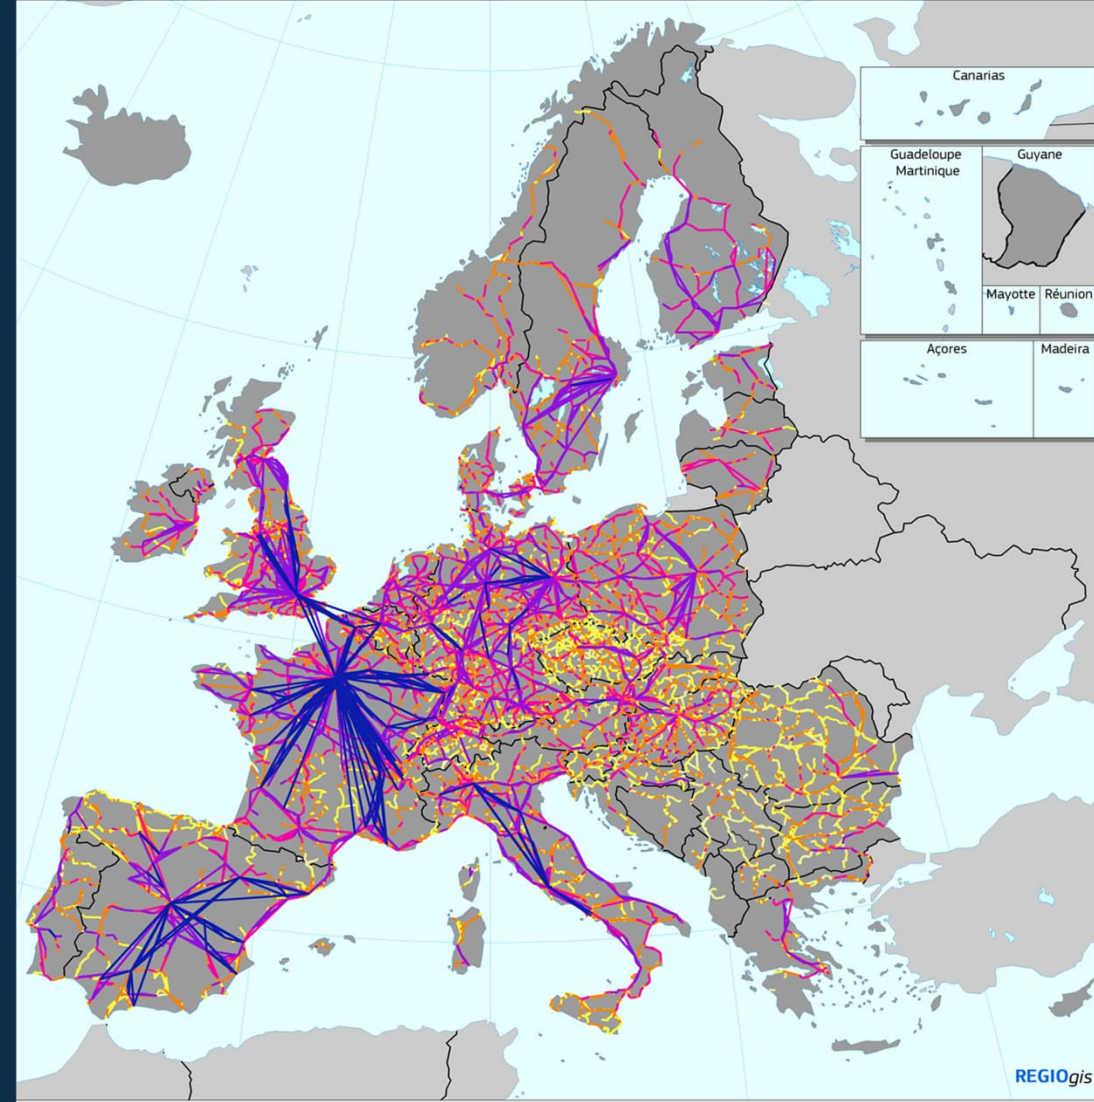 Canarias
Guadeloupe
Martinique
Guyane
Mayotte
Réunion
Açores
Madeira
REGIOgis